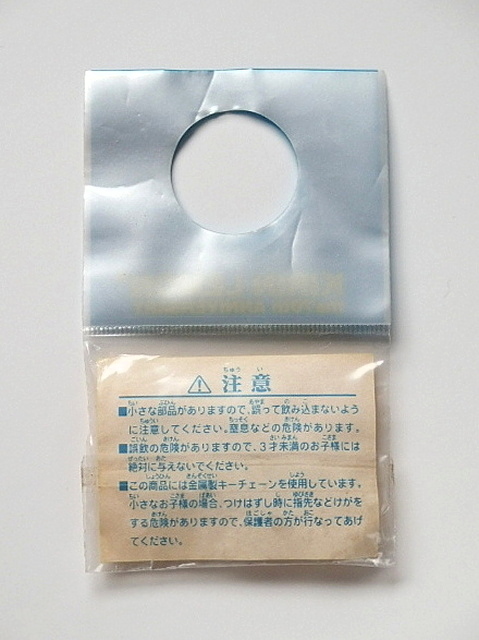 ⚠ 注意
■小さな部品がありますので、誤って飲み込まないよう
に注意してください。窒息などの危険があります。
■誤飲の危険がありますので、3才未満のお子様には
絶対に与えないでください。
■この商品には金属製キーチェーンを使用しています。
小さなお子様の場合、つけはずし時に指先などけがを
する危険がありますので、保護者の方が行なってあげ
てください。